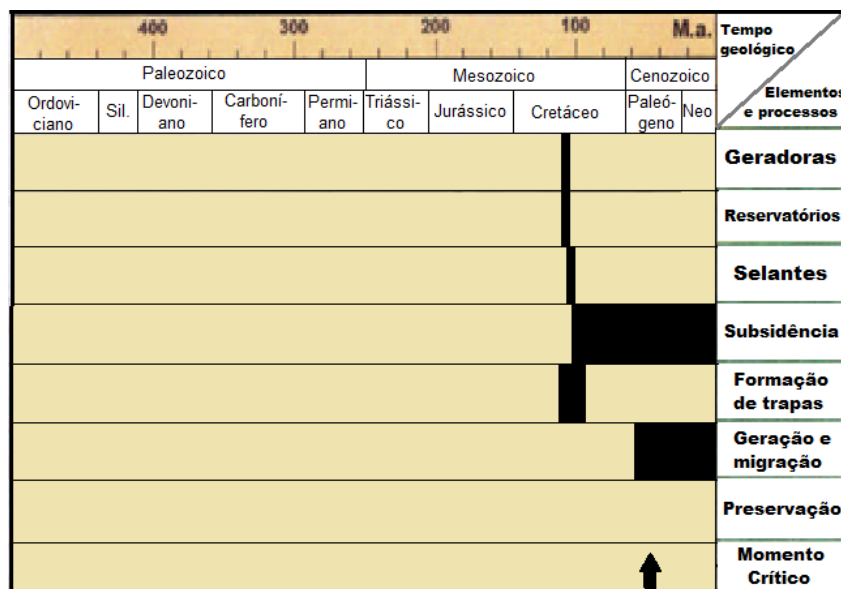 400 300 200 100 M.a.
Tempo
geológico
Elementos
e processos
Paleozoico Mesozoico Cenozoico
Ordovi-
ciano
Sil.
Devoni-
ano
Carboní-
fero
Permi-
ano
Triássi-
co
Jurássico
Cretáceo
Paleó-
geno
Neo
Geradoras
Reservatórios
Selantes
Subsidência
Formação
de trapas
Geração e
migração
Preservação
Momento
Crítico